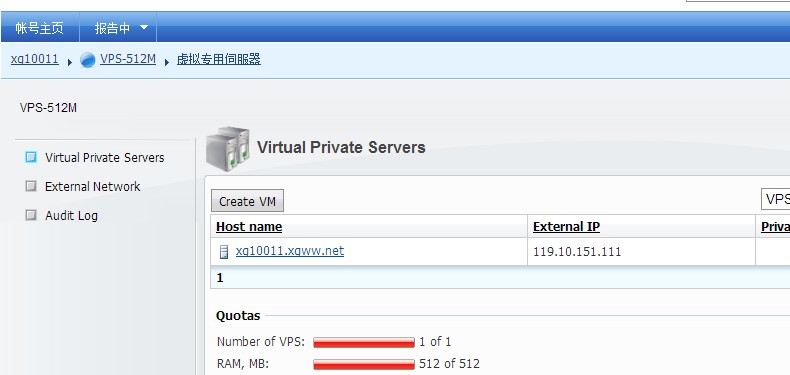 帐号主页 报告中
xg10011 VPS-512M 虚拟专用伺服器
VPS-512M
Virtual Private Servers
External Network
Audit Log
Virtual Private Servers
Create VM
VPS
Host name External IP Priva
xg10011.xgww.net 119.10.151.111
1
Quotas
Number of VPS: 1 of 1
RAM, MB: 512 of 512